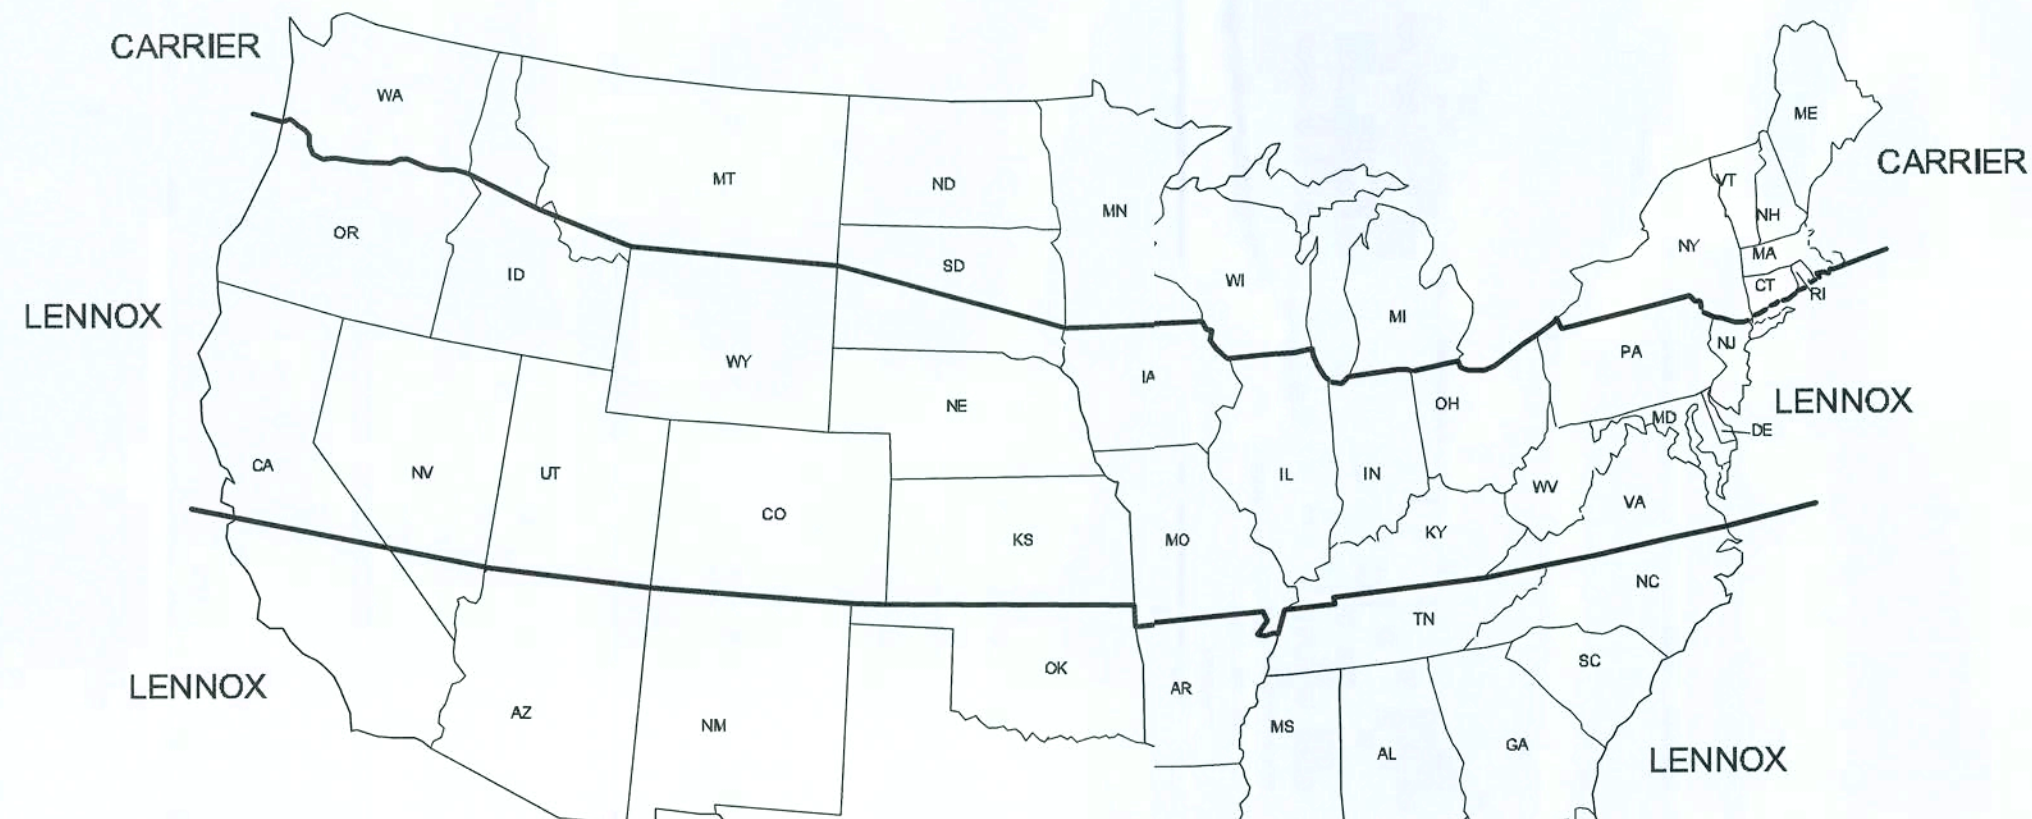 CARRIER
WA
ME
CARRIER
MT
ND
VT
MN
NH
OR
NY
MA
SD
ID
WI
CT
RI
LENNOX
MI
NJ
PA
WY
IA
LENNOX
NE
OH
MD
DE
CA
NV
UT
IL
IN
WV
VA
CO
KS
MO
KY
NC
TN
SC
OK
LENNOX
AR
AZ
NM
MS
AL
GA
LENNOX